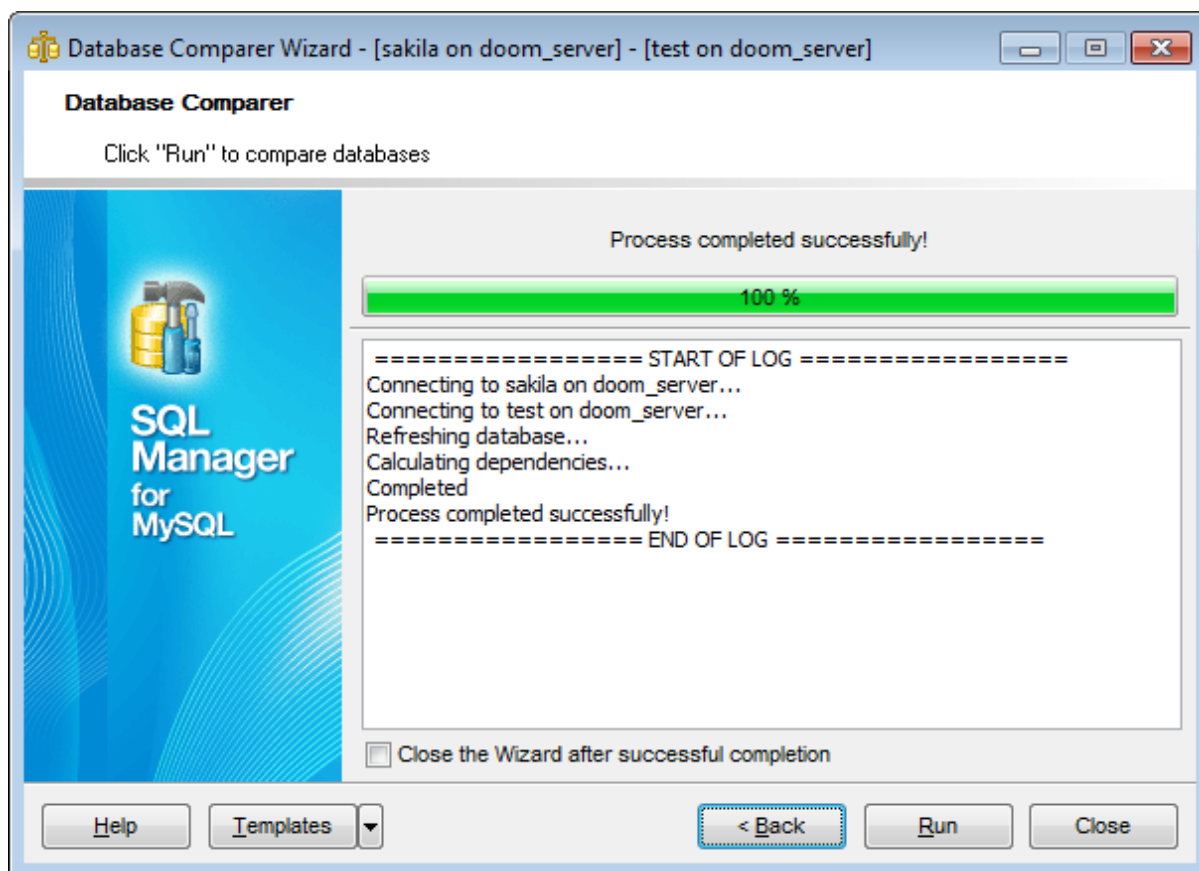 Database Comparer Wizard - [sakila on doom_server] - [test on doom_server]
Database Comparer
Click "Run" to compare databases
Process completed successfully!
100 %
SQL
Manager
for
MySQL
================= START OF LOG =================
Connecting to sakila on doom_server...
Connecting to test on doom_server...
Refreshing database...
Calculating dependencies...
Completed
Process completed successfully!
================= END OF LOG =================
Close the Wizard after successful completion
Help
Templates
< Back
Run
Close